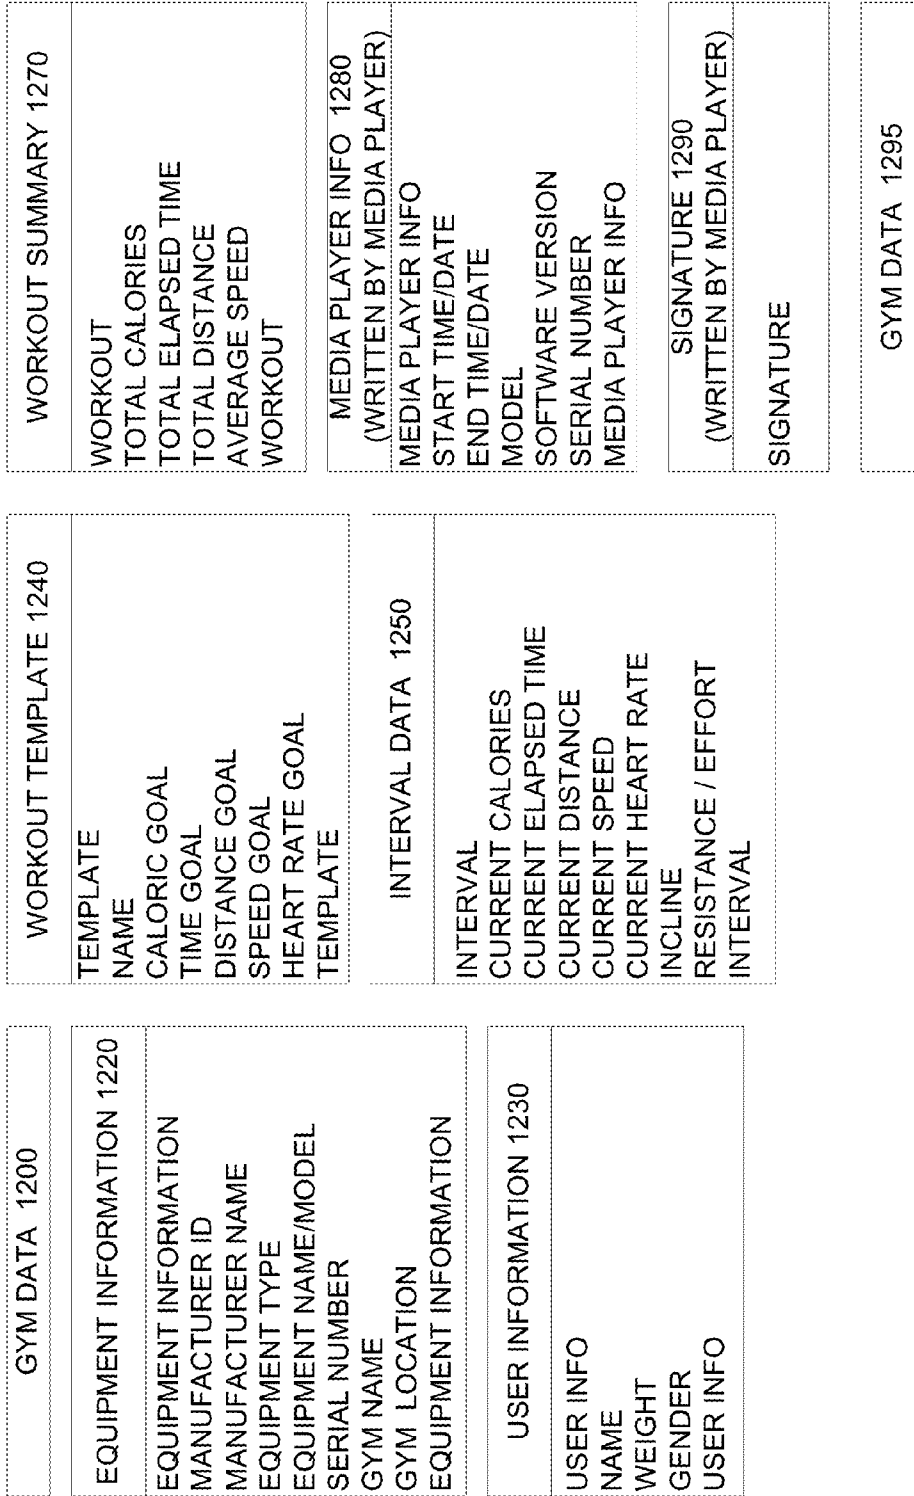 GYM DATA 1200
EQUIPMENT INFORMATION 1220
EQUIPMENT INFORMATION
MANUFACTURER ID
MANUFACTURER NAME
EQUIPMENT TYPE
EQUIPMENT NAME/MODEL
SERIAL NUMBER
GYM NAME
GYM LOCATION
EQUIPMENT INFORMATION
USER INFORMATION 1230
USER INFO
NAME
WEIGHT
GENDER
USER INFO
WORKOUT TEMPLATE 1240
TEMPLATE
NAME
CALORIC GOAL
TIME GOAL
DISTANCE GOAL
SPEED GOAL
HEART RATE GOAL
TEMPLATE
INTERVAL DATA 1250
INTERVAL
CURRENT CALORIES
CURRENT ELAPSED TIME
CURRENT DISTANCE
CURRENT SPEED
CURRENT HEART RATE
INCLINE
RESISTANCE / EFFORT
INTERVAL
WORKOUT SUMMARY 1270
WORKOUT
TOTAL CALORIES
TOTAL ELAPSED TIME
TOTAL DISTANCE
AVERAGE SPEED
WORKOUT
MEDIA PLAYER INFO 1280
(WRITTEN BY MEDIA PLAYER)
MEDIA PLAYER INFO
START TIME/DATE
END TIME/DATE
MODEL
SOFTWARE VERSION
SERIAL NUMBER
MEDIA PLAYER INFO
SIGNATURE 1290
(WRITTEN BY MEDIA PLAYER)
SIGNATURE
GYM DATA 1295